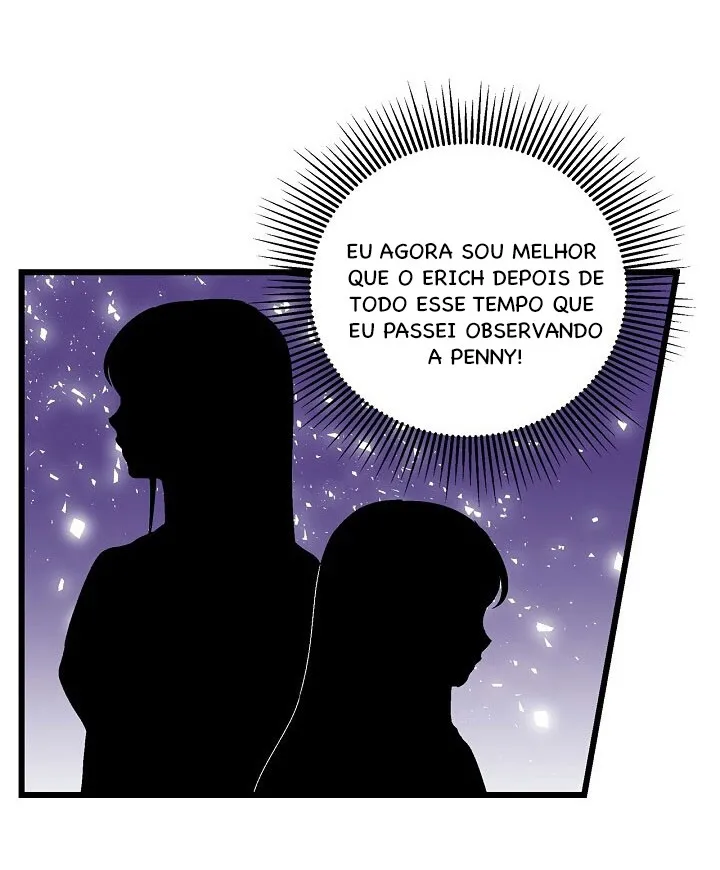 EU AGORA SOU MELHOR
QUE O ERICH DEPOIS DE
TODO ESSE TEMPO QUE
EU PASSEI OBSERVANDO
A PENNY!